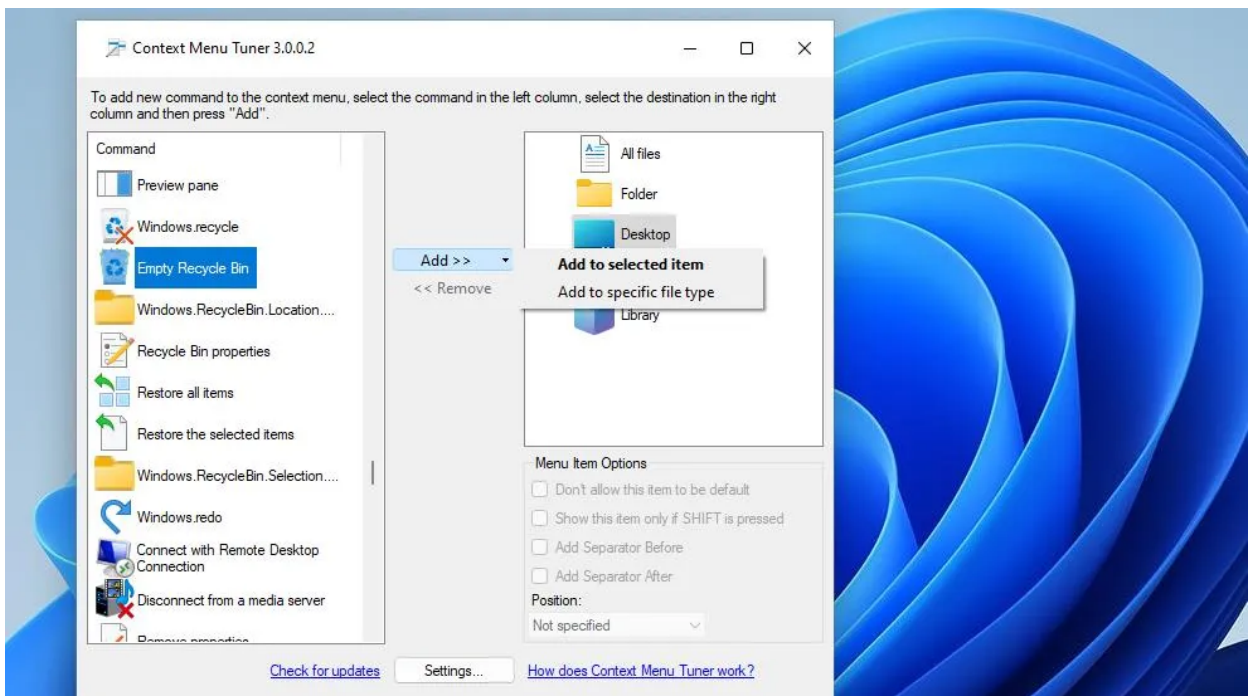 Context Menu Tuner 3.0.0.2
To add new command to the context menu, select the command in the left column, select the destination in the right
column and then press "Add".
Command
Preview pane
Windows.recycle
Empty Recycle Bin
Windows.RecycleBin.Location....
Recycle Bin properties
Restore all items
Restore the selected items
Windows.RecycleBin.Selection....
Windows.redo
Connect with Remote Desktop
Connection
Disconnect from a media server
Remove properties
Add >>
<< Remove
All files
Folder
Desktop
Add to selected item
Add to specific file type
Library
Menu Item Options
Don't allow this item to be default
Show this item only if SHIFT is pressed
Add Separator Before
Add Separator After
Position:
Not specified
Check for updates
Settings...
How does Context Menu Tuner work?